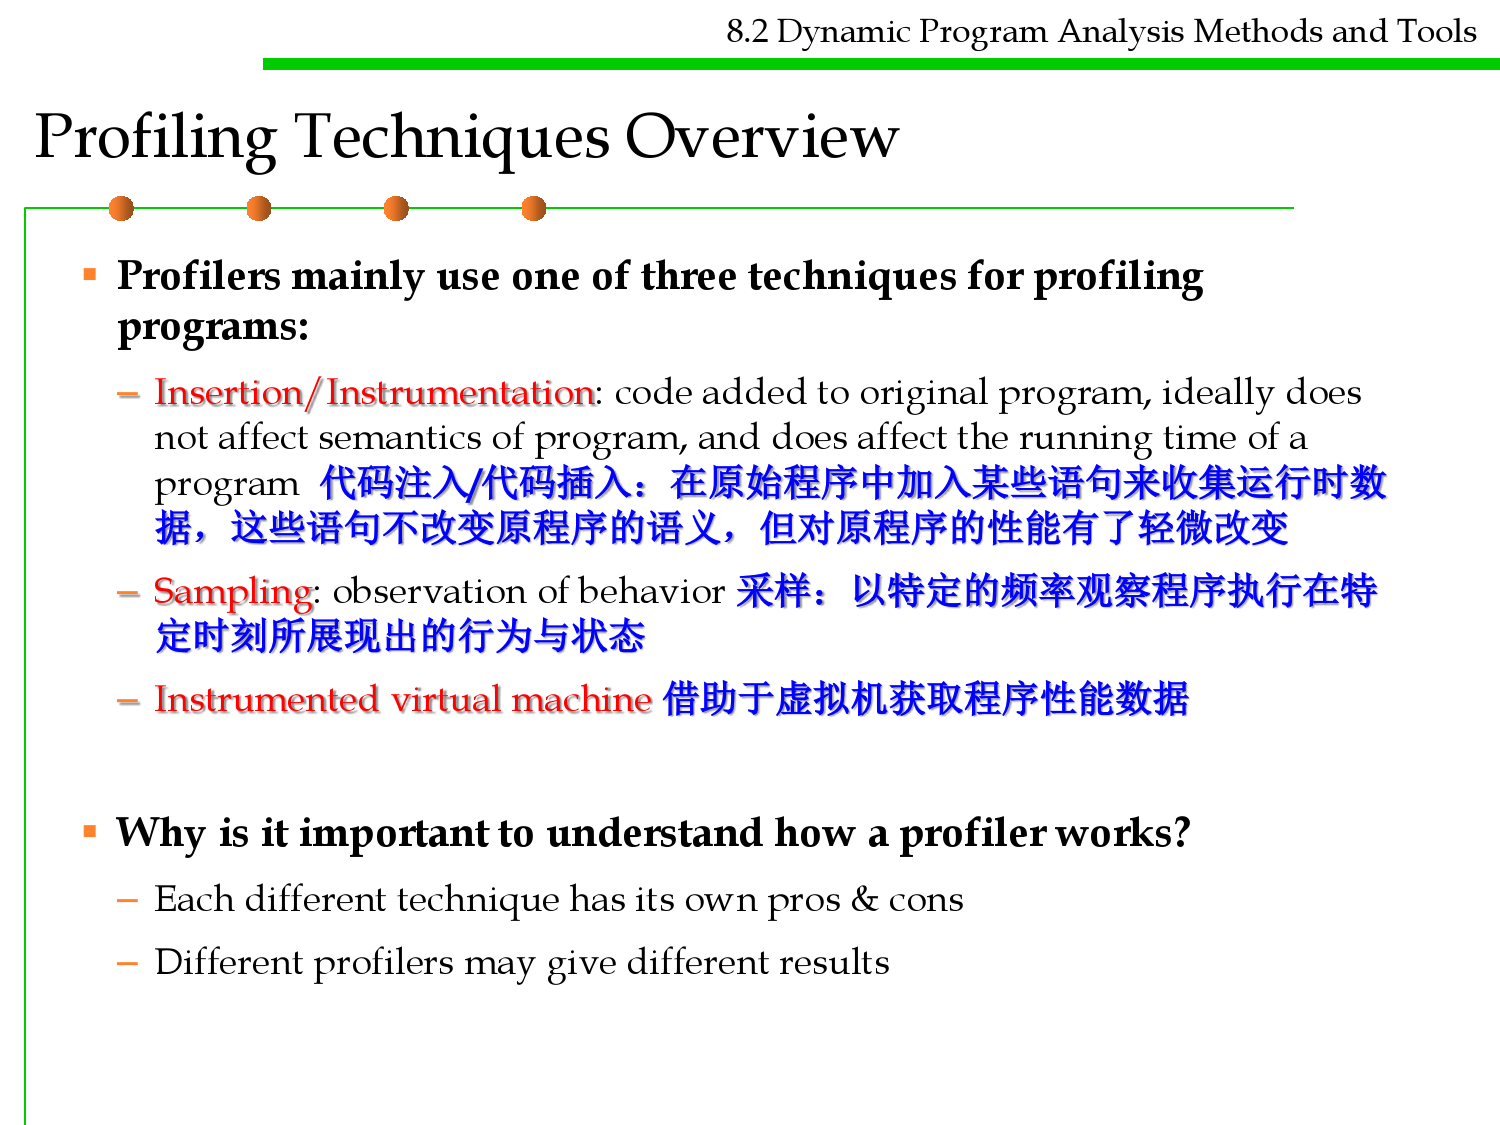 8.2 Dynamic Program Analysis Methods and Tools
Profiling Techniques Overview
▪ Profilers mainly use one of three techniques for profiling
programs:
– Insertion/Instrumentation: code added to original program, ideally does
not affect semantics of program, and does affect the running time of a
program 代码注入/代码插入：在原始程序中加入某些语句来收集运行时数
据，这些语句不改变原程序的语义，但对原程序的性能有了轻微改变
– Sampling: observation of behavior 采样：以特定的频率观察程序执行在特
定时刻所展现出的行为与状态
– Instrumented virtual machine 借助于虚拟机获取程序性能数据
▪ Why is it important to understand how a profiler works?
– Each different technique has its own pros & cons
– Different profilers may give different results